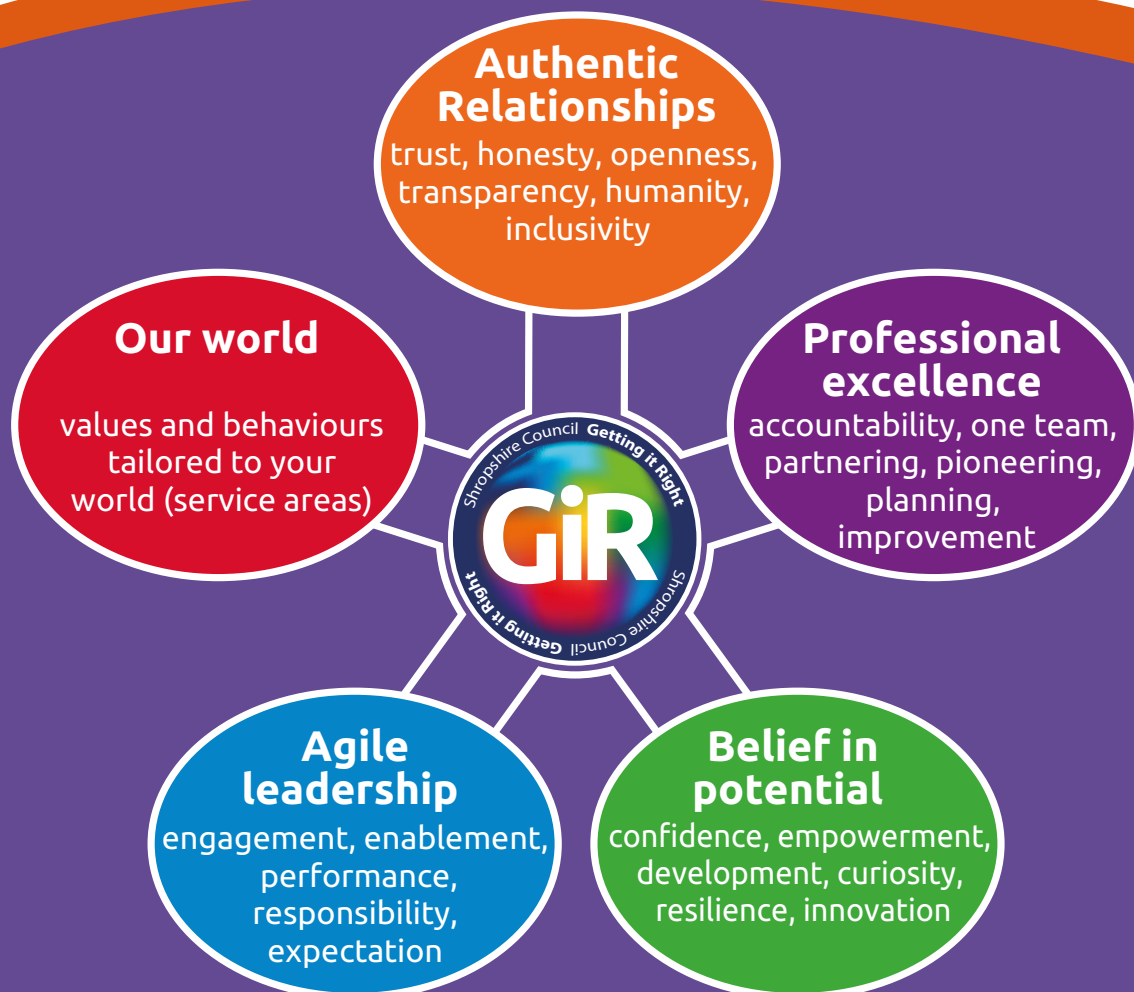 Authentic
Relationships
trust, honesty, openness,
transparency, humanity,
inclusivity
Our world
values and behaviours
tailored to your
world (service areas)
Professional
excellence
accountability, one team,
partnering, pioneering,
planning,
improvement
Shropshire Council Getting it Right
GiR
Shropshire Council Getting it Right
Agile
leadership
engagement, enablement,
performance,
responsibility,
expectation
Belief in
potential
confidence, empowerment,
development, curiosity,
resilience, innovation